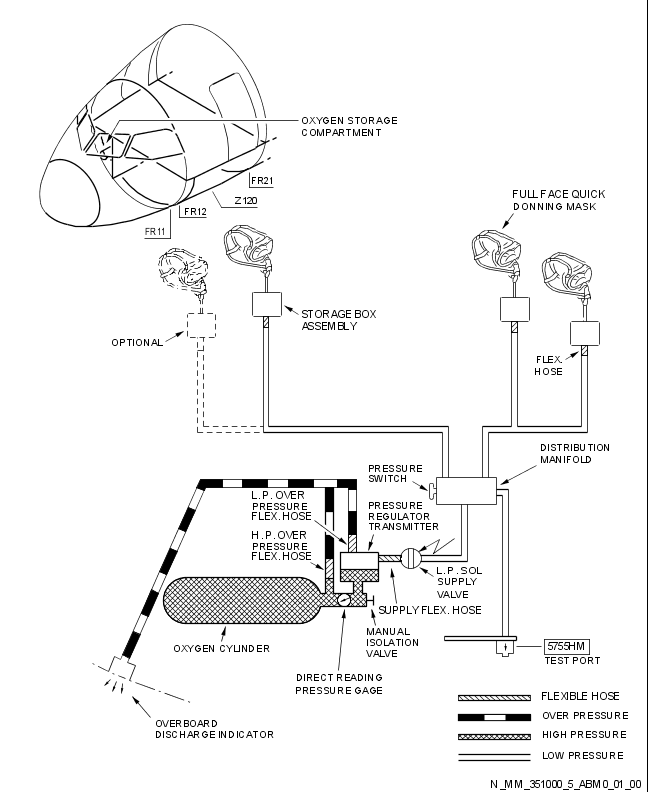 OXYGEN STORAGE
COMPARTMENT
FR21
Z120
FR12
FR11
FULL FACE QUICK
DONNING MASK
STORAGE BOX
ASSEMBLY
OPTIONAL
FLEX.
HOSE
DISTRIBUTION
MANIFOLD
PRESSURE
SWITCH
L.P. OVER
PRESSURE
FLEX. HOSE
PRESSURE
REGULATOR
TRANSMITTER
H.P. OVER
PRESSURE
FLEX. HOSE
L.P. SOL
SUPPLY
VALVE
SUPPLY FLEX. HOSE
MANUAL
ISOLATION
VALVE
OXYGEN CYLINDER
DIRECT READING
PRESSURE GAGE
5755HM
TEST PORT
OVERBOARD
DISCHARGE INDICATOR
FLEXIBLE HOSE
OVER PRESSURE
HIGH PRESSURE
LOW PRESSURE
N_MM_351000_5_ABM0_01_00